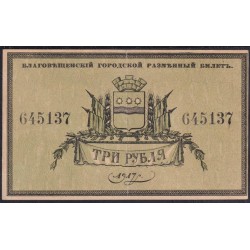 БЛАГОВѢЩЕНСКІЙ ГОРОДСКОЙ РАЗМѢННЫЙ БИЛЕТЪ.
645137 645137
ТРИ РУБЛЯ
1917